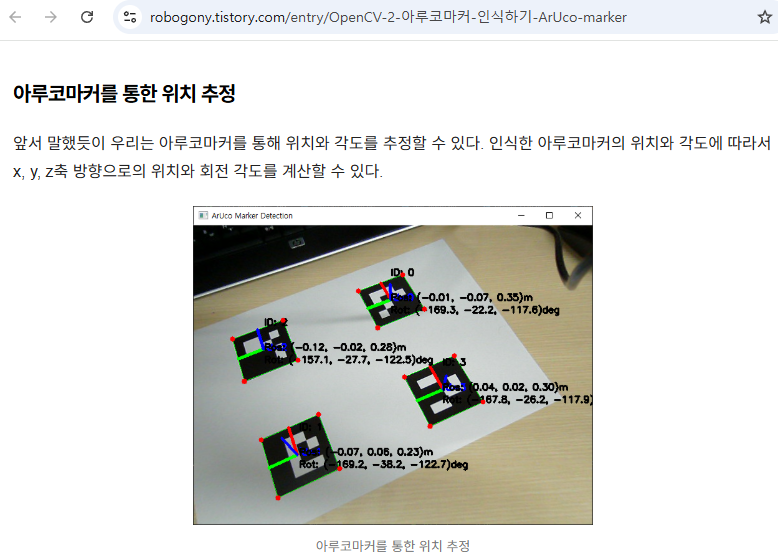 robogony.tistory.com/entry/OpenCV-2-아루코마커-인식하기-ArUco-marker
아루코마커를 통한 위치 추정
앞서 말했듯이 우리는 아루코마커를 통해 위치와 각도를 추정할 수 있다. 인식한 아루코마커의 위치와 각도에 따라서
x, y, z축 방향으로의 위치와 회전 각도를 계산할 수 있다.
ArUco Marker Detection
ID: 0
(-0.01, -0.07, 0.35)m
(-169.3, -22.2, -117.6)deg
ID: 2
(-0.12, -0.02, 0.28)m
(-157.1, -27.7, -122.5)deg
ID: 3
(0.04, 0.02, 0.30)m
Rot: (-167.8, -26.2, -117.9)
ID: 1
(-0.07, 0.06, 0.23)m
Rot: (-169.2, -38.2, -122.7)deg
아루코마커를 통한 위치 추정